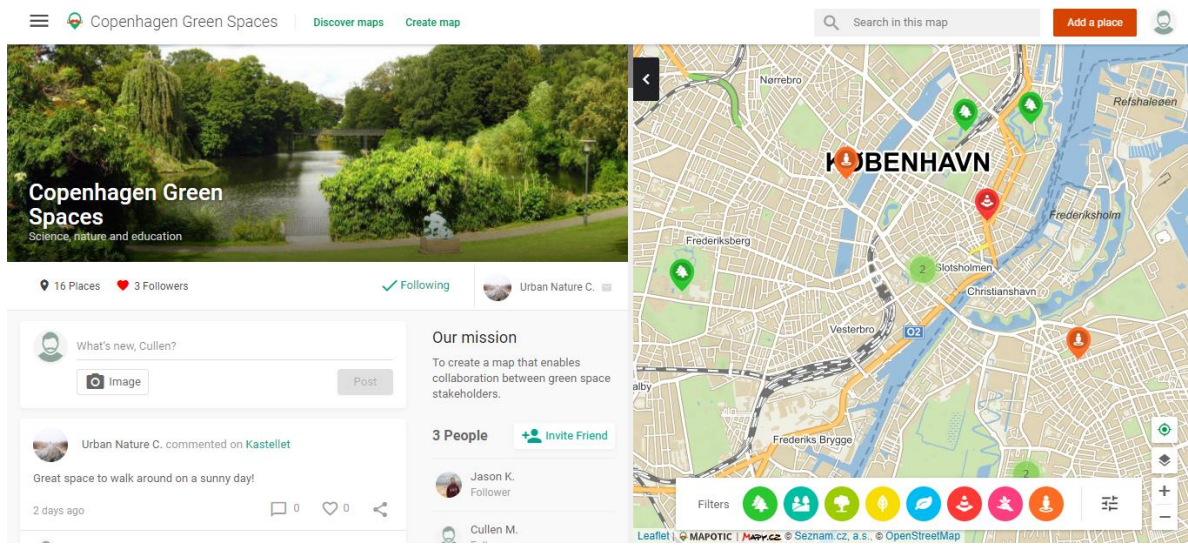 Copenhagen Green Spaces
Discover maps
Create map
Search in this map
Add a place
Copenhagen Green
Spaces
Science, nature and education
16 Places
3 Followers
Following
Urban Nature C.
What's new, Cullen?
Image
Post
Urban Nature C. commented on Kastellet
Great space to walk around on a sunny day!
2 days ago
0
0
Our mission
To create a map that enables
collaboration between green space
stakeholders.
3 People
Invite Friend
Jason K.
Follower
Cullen M.
Nørrebro
Refshaleøen
KØBENHAVN
Frederiksholm
Frederiksberg
2
Slotsholmen
Christianshavn
Vesterbro
O2
alby
Frederiks Brygge
2
Filters
+
−
Leaflet | MAPOTIC | MAPY.CZ © Seznam.cz, a.s., © OpenStreetMap